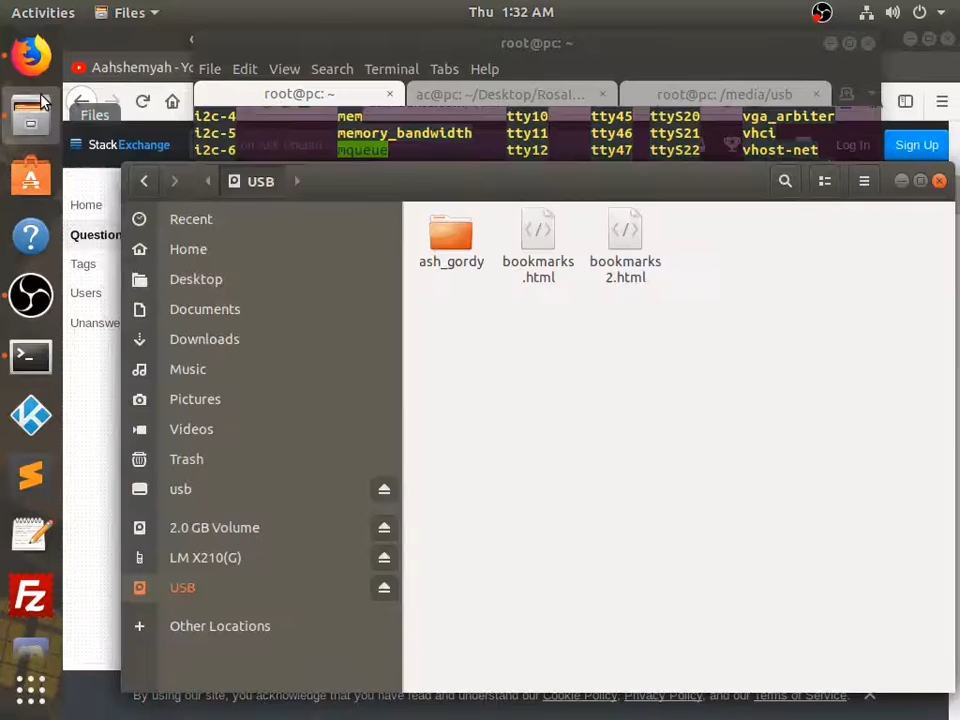 Activities
Files
Thu 1:32 AM
root@pc: ~
Aahshemyah - Yo
File Edit View Search Terminal Tabs Help
root@pc: ~ ×
ac@pc: ~/Desktop/Rosal... ×
root@pc: /media/usb ×
Files
i2c-4 mem tty10 tty45 ttyS20 vga_arbiter
i2c-5 memory_bandwidth tty11 tty46 ttyS21 vhci
i2c-6 mqueue tty12 tty47 ttyS22 vhost-net
StackExchange
Log In
Sign Up
USB
Home
Question
Tags
Users
Unanswe
Recent
Home
Desktop
Documents
Downloads
Music
Pictures
Videos
Trash
usb
2.0 GB Volume
LM X210(G)
USB
+ Other Locations
ash_gordy
bookmarks
.html
bookmarks
2.html
Fz
By using our site, you acknowledge that you have read and understand our Cookie Policy, Privacy Policy, and our Terms of Service.